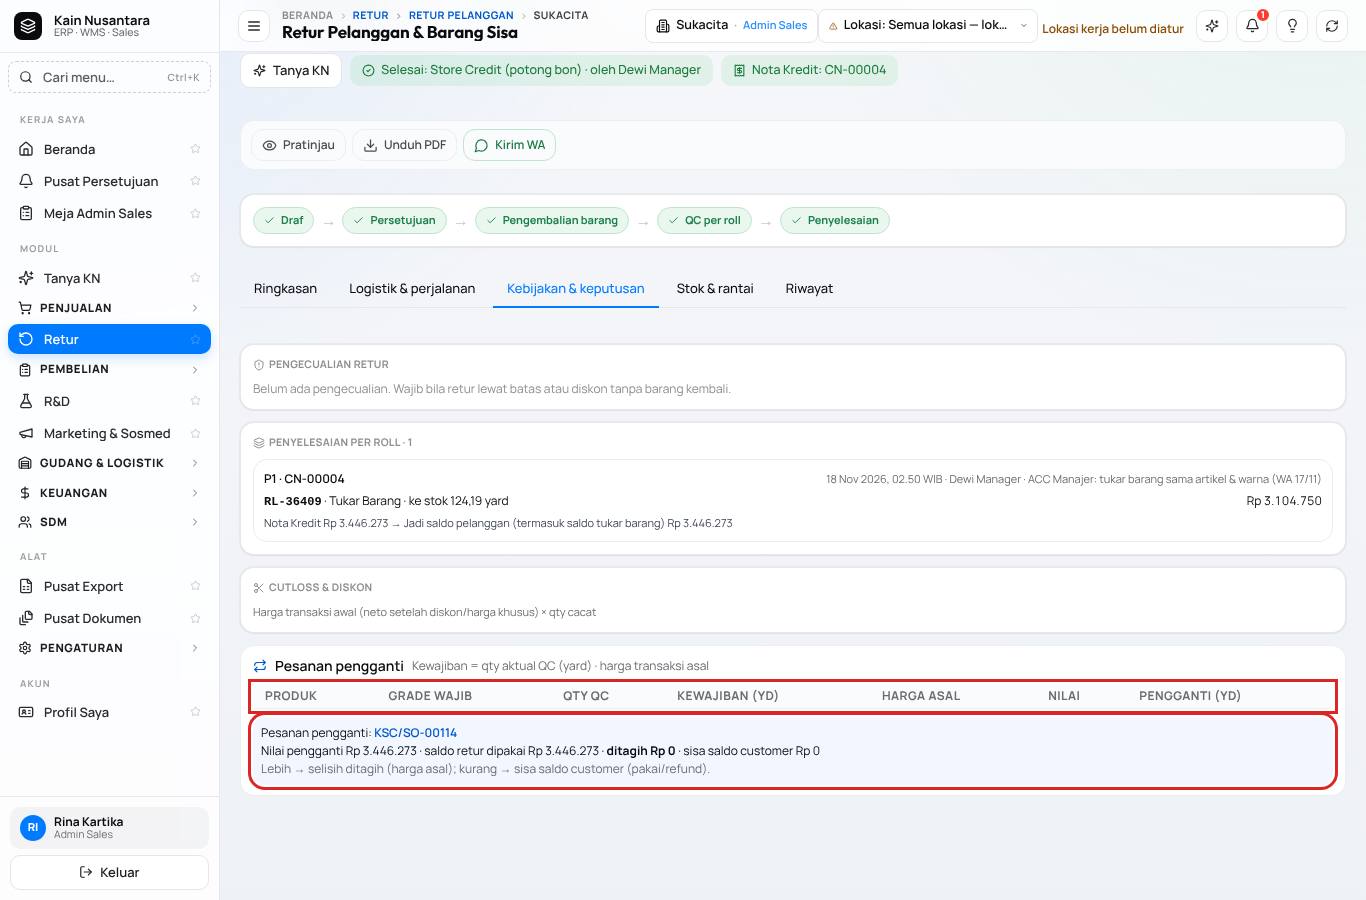 Kain Nusantara
ERP · WMS · Sales
Cari menu... Ctrl+K
KERJA SAYA
Beranda
Pusat Persetujuan
Meja Admin Sales
MODUL
Tanya KN
PENJUALAN
Retur
PEMBELIAN
R&D
Marketing & Sosmed
GUDANG & LOGISTIK
KEUANGAN
SDM
ALAT
Pusat Export
Pusat Dokumen
PENGATURAN
AKUN
Profil Saya
RI
Rina Kartika
Admin Sales
Keluar
BERANDA › RETUR › RETUR PELANGGAN › SUKACITA
Retur Pelanggan & Barang Sisa
Sukacita · Admin Sales
Lokasi: Semua lokasi — lok...
Lokasi kerja belum diatur
1
Tanya KN
Selesai: Store Credit (potong bon) · oleh Dewi Manager
Nota Kredit: CN-00004
Pratinjau
Unduh PDF
Kirim WA
Draf → Persetujuan → Pengembalian barang → QC per roll → Penyelesaian
Ringkasan
Logistik & perjalanan
Kebijakan & keputusan
Stok & rantai
Riwayat
PENGECUALIAN RETUR
Belum ada pengecualian. Wajib bila retur lewat batas atau diskon tanpa barang kembali.
PENYELESAIAN PER ROLL · 1
P1 · CN-00004 18 Nov 2026, 02.50 WIB · Dewi Manager · ACC Manajer: tukar barang sama artikel & warna (WA 17/11)
RL-36409 · Tukar Barang · ke stok 124,19 yard Rp 3.104.750
Nota Kredit Rp 3.446.273 → Jadi saldo pelanggan (termasuk saldo tukar barang) Rp 3.446.273
CUTLOSS & DISKON
Harga transaksi awal (neto setelah diskon/harga khusus) × qty cacat
Pesanan pengganti Kewajiban = qty aktual QC (yard) · harga transaksi asal
PRODUK GRADE WAJIB QTY QC KEWAJIBAN (YD) HARGA ASAL NILAI PENGGANTI (YD)
Pesanan pengganti: KSC/SO-00114
Nilai pengganti Rp 3.446.273 · saldo retur dipakai Rp 3.446.273 · ditagih Rp 0 · sisa saldo customer Rp 0
Lebih → selisih ditagih (harga asal); kurang → sisa saldo customer (pakai/refund).